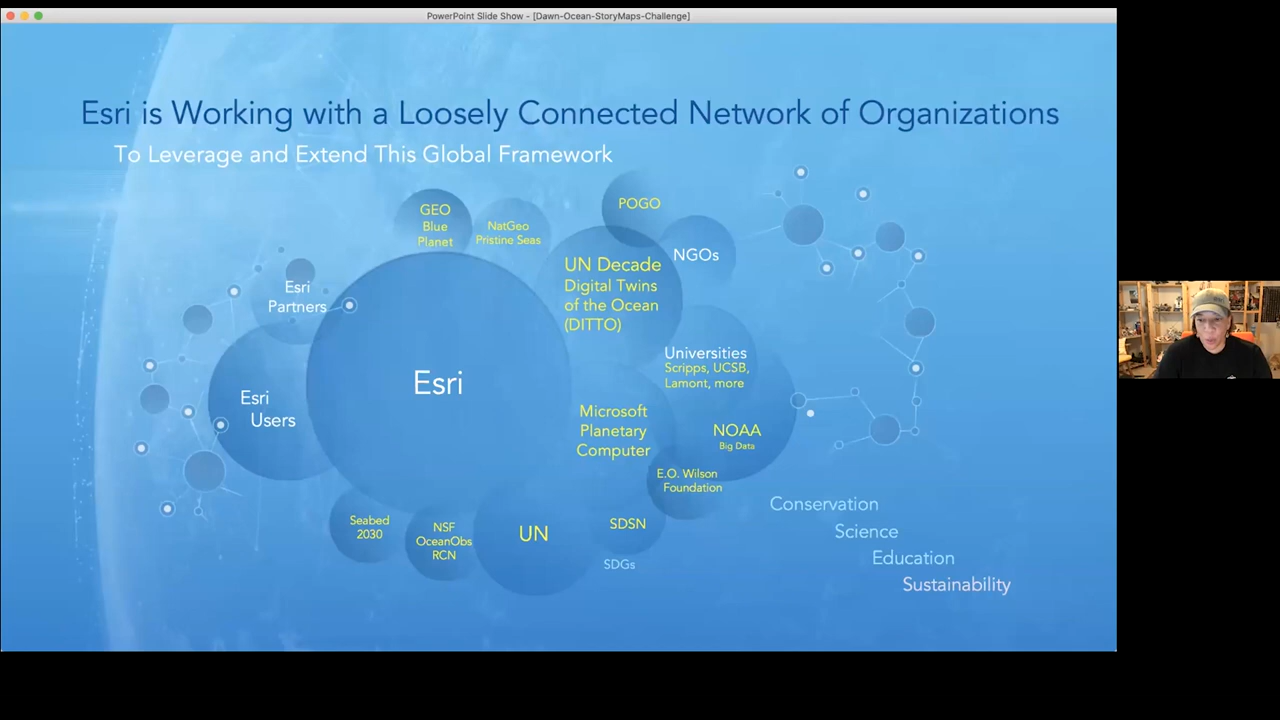 PowerPoint Slide Show - [Dawn-Ocean-StoryMaps-Challenge]
Esri is Working with a Loosely Connected Network of Organizations
To Leverage and Extend This Global Framework
GEO
Blue
Planet
NatGeo
Pristine Seas
POGO
NGOs
UN Decade
Digital Twins
of the Ocean
(DITTO)
Esri
Partners
Esri
Users
Esri
Universities
Scripps, UCSB,
Lamont, more
Microsoft
Planetary
Computer
NOAA
Big Data
E.O. Wilson
Foundation
Seabed
2030
NSF
OceanObs
RCN
UN
SDSN
SDGs
Conservation
Science
Education
Sustainability